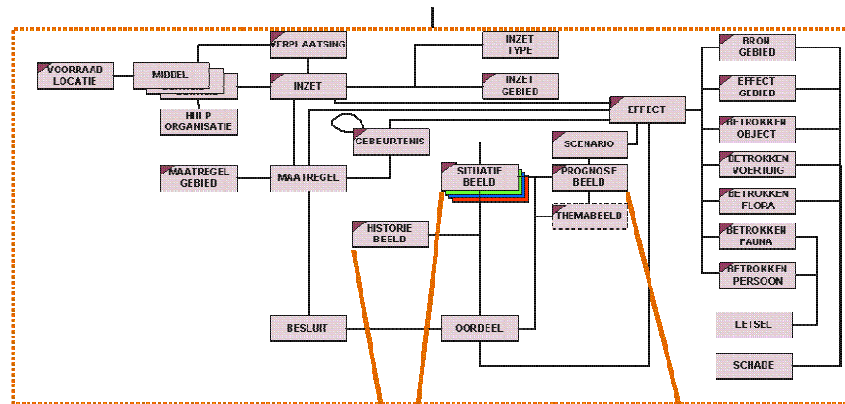 VERPLAATSING
INZET
TYPE
BRON
GEBIED
VOORRAAD
LOCATIE
MIDDEL
INZET
INZET
GEBIED
EFFECT
GEBIED
EFFECT
HULP
ORGANISATIE
BETROKKEN
OBJECT
GEBEURTENIS
SCENARIO
BETROKKEN
VOERTUIG
MAATREGEL
GEBIED
MAATREGEL
SITUATIE
BEELD
PROGNOSE
BEELD
BETROKKEN
FLORA
THEMABEELD
HISTORIE
BEELD
BETROKKEN
FAUNA
BETROKKEN
PERSOON
BESLUIT
OORDEEL
LETSEL
SCHADE